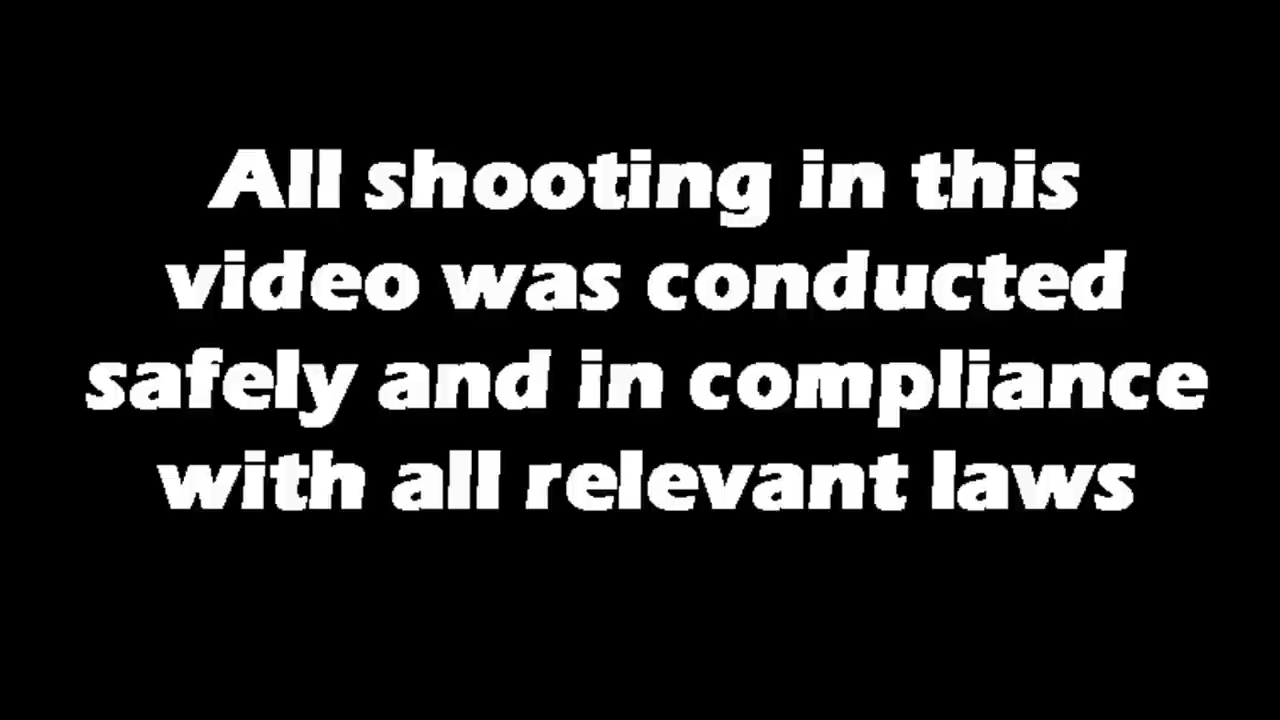 All shooting in this
video was conducted
safely and in compliance
with all relevant laws